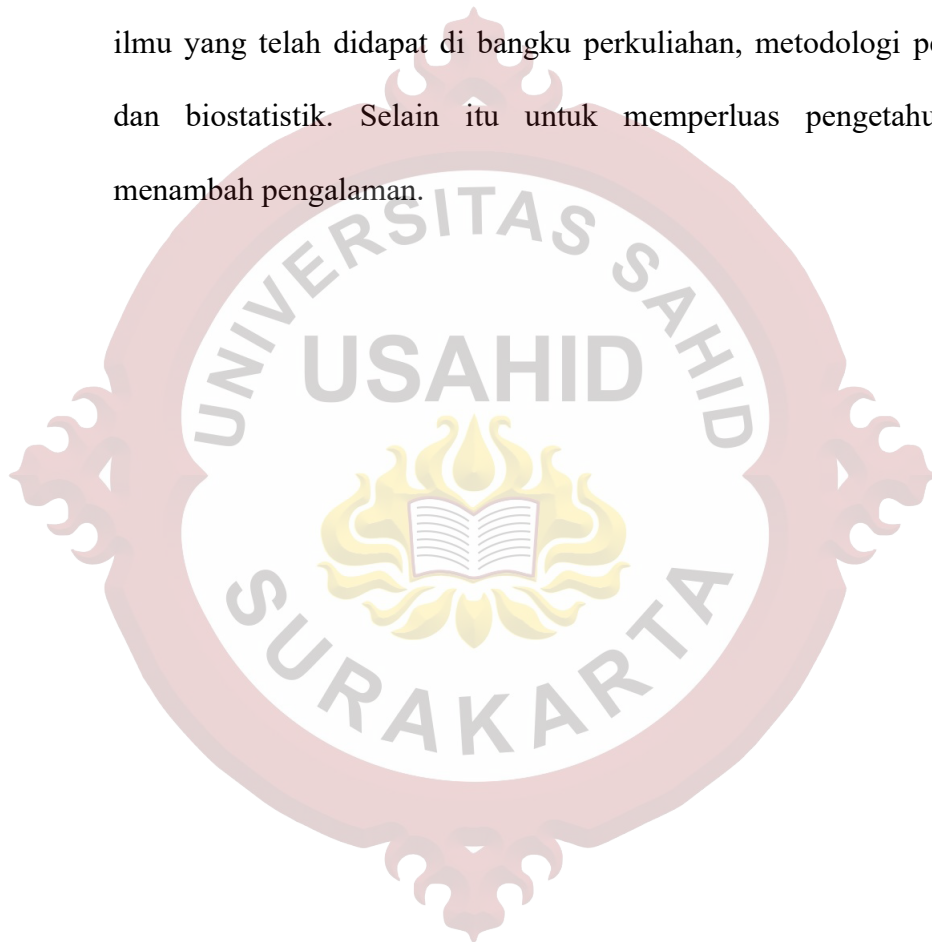 ilmu yang telah didapat di bangku perkuliahan, metodologi
dan biostatistik. Selain itu untuk memperluas
menambah pengalaman.
UNIVERSITAS SAHID
USAHID
SURAKARTA